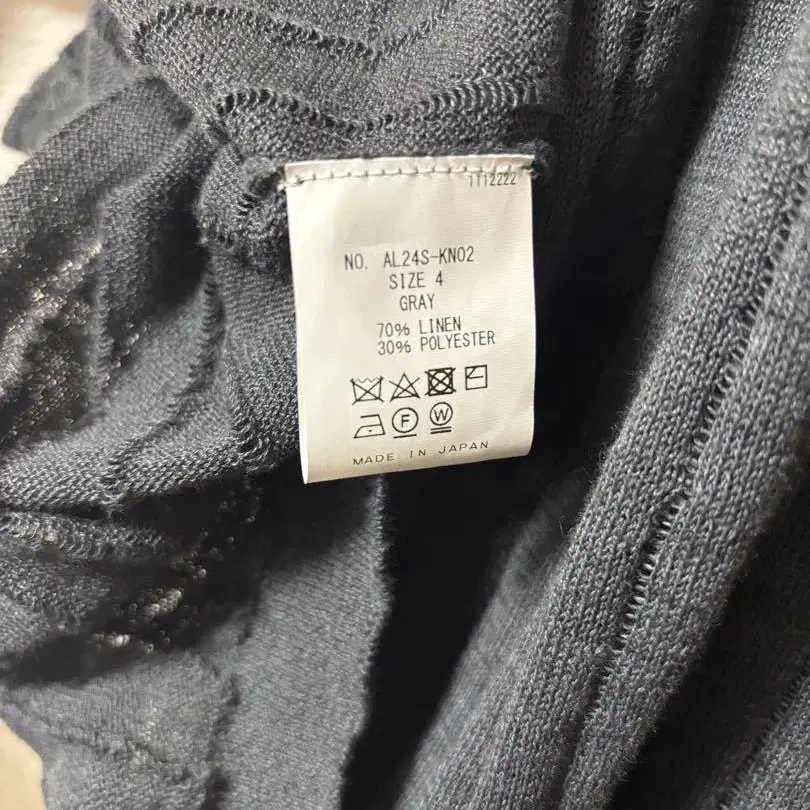 1112222
NO. AL24S-KN02
SIZE 4
GRAY
70% LINEN
30% POLYESTER
F W
MADE IN JAPAN